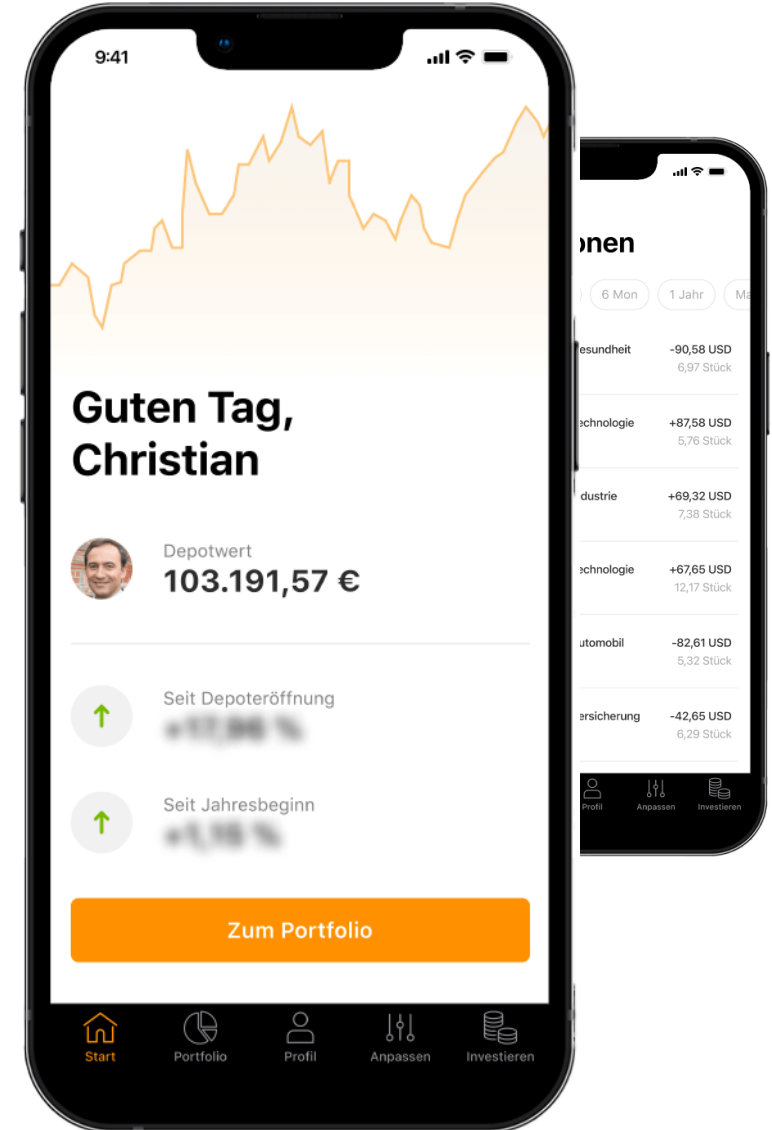 9:41
Guten Tag,
Christian
Depotwert
103.191,57 €
Seit Depoteröffnung
Seit Jahresbeginn
Zum Portfolio
Start
Portfolio
Profil
Anpassen
Investieren
onen
6 Mon
1 Jahr
Ma
esundheit
-90,58 USD
6,97 Stück
echnologie
+87,58 USD
5,76 Stück
dustrie
+69,32 USD
7,38 Stück
echnologie
+67,65 USD
12,17 Stück
utomobil
-82,61 USD
5,32 Stück
ersicherung
-42,65 USD
6,29 Stück
Profil
Anpassen
Investieren